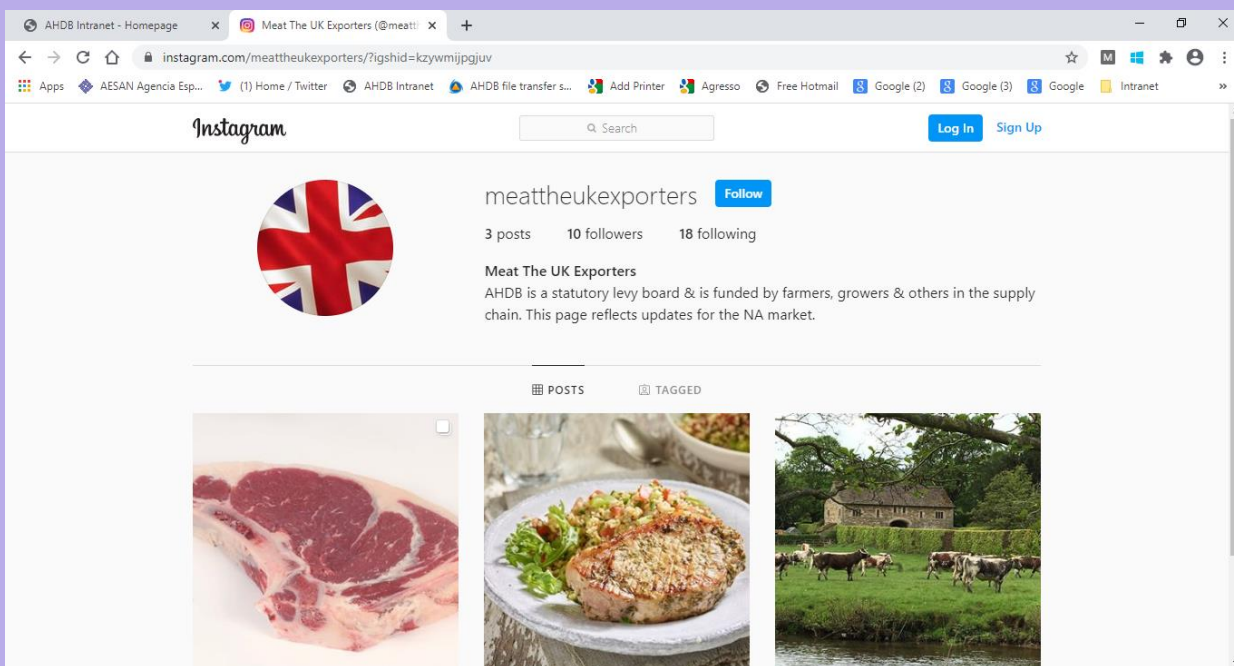 AHDB Intranet - Homepage
Meat The UK Exporters (@meatt
instagram.com/meattheukexporters/?igshid=kzywmijpgjuv
M
Apps AESAN Agencia Esp... (1) Home / Twitter AHDB Intranet AHDB file transfer s... Add Printer Agresso Free Hotmail Google (2) Google (3) Google Intranet »
Instagram Search Log In Sign Up
meattheukexporters Follow
3 posts 10 followers 18 following
Meat The UK Exporters
AHDB is a statutory levy board & is funded by farmers, growers & others in the supply
chain. This page reflects updates for the NA market.
POSTS TAGGED